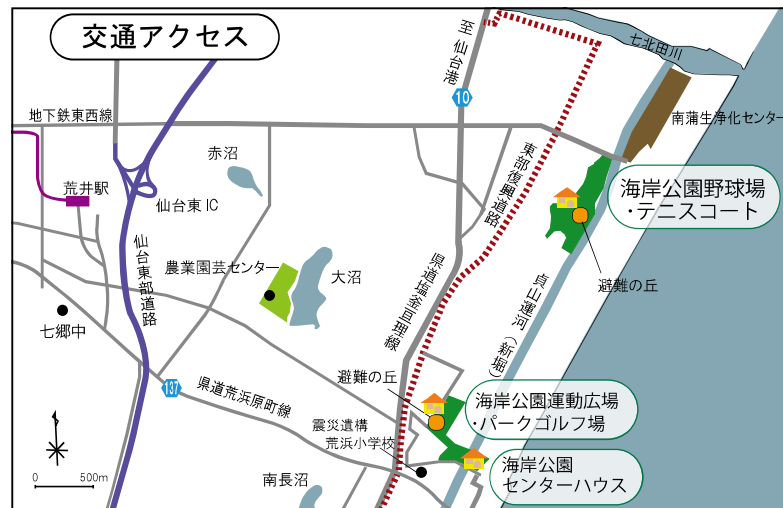 交通アクセス
至 仙台港
七北田川
10
地下鉄東西線
南蒲生浄化センター
赤沼
東部復興道路
荒井駅
仙台東IC
海岸公園野球場
・テニスコート
仙台東部道路
農業園芸センター
大沼
県道塩釜亘理線
避難の丘
貞山運河(新堀)
七郷中
137
県道荒浜原町線
避難の丘
海岸公園運動広場
・パークゴルフ場
震災遺構
荒浜小学校
海岸公園
センターハウス
南長沼
0 500m